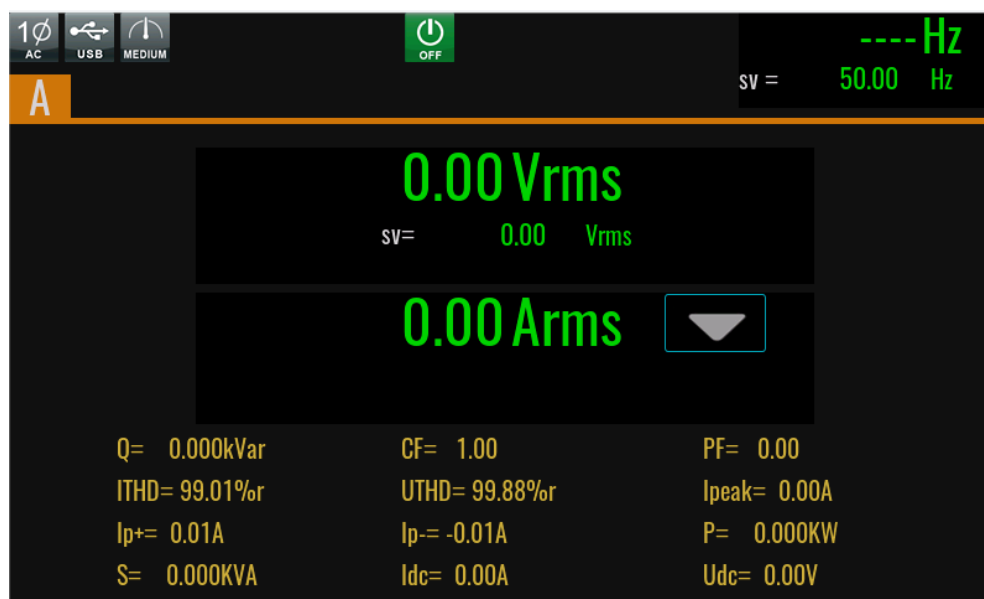 1Ø AC USB MEDIUM OFF ----Hz
sv = 50.00 Hz
A
0.00 Vrms
sv= 0.00 Vrms
0.00 Arms
Q= 0.000kVar CF= 1.00 PF= 0.00
ITHD= 99.01%r UTHD= 99.88%r Ipeak= 0.00A
Ip+= 0.01A Ip-= -0.01A P= 0.000KW
S= 0.000KVA Idc= 0.00A Udc= 0.00V